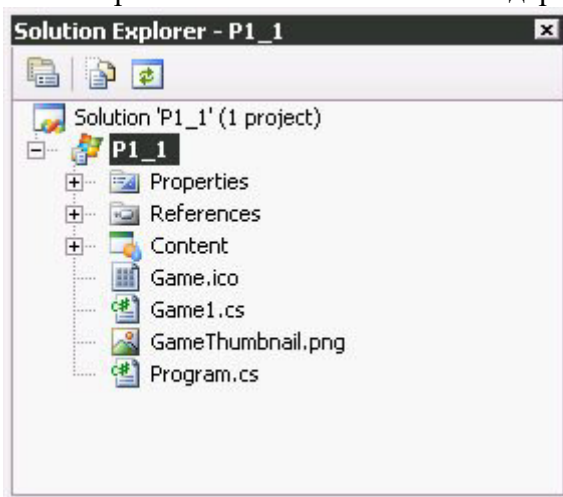 Solution Explorer - P1_1
Solution 'P1_1' (1 project)
P1_1
Properties
References
Content
Game.ico
Game1.cs
GameThumbnail.png
Program.cs